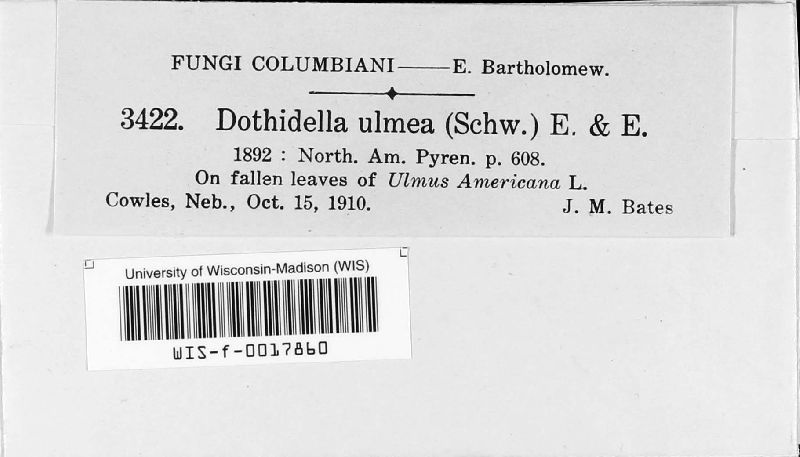 FUNGI COLUMBIANI——E. Bartholomew.
3422. Dothidella ulmea (Schw.) E. & E.
1892 : North. Am. Pyren. p. 608.
On fallen leaves of Ulmus Americana L.
Cowles, Neb., Oct. 15, 1910. J. M. Bates
University of Wisconsin-Madison (WIS)
WIS-f-0017860